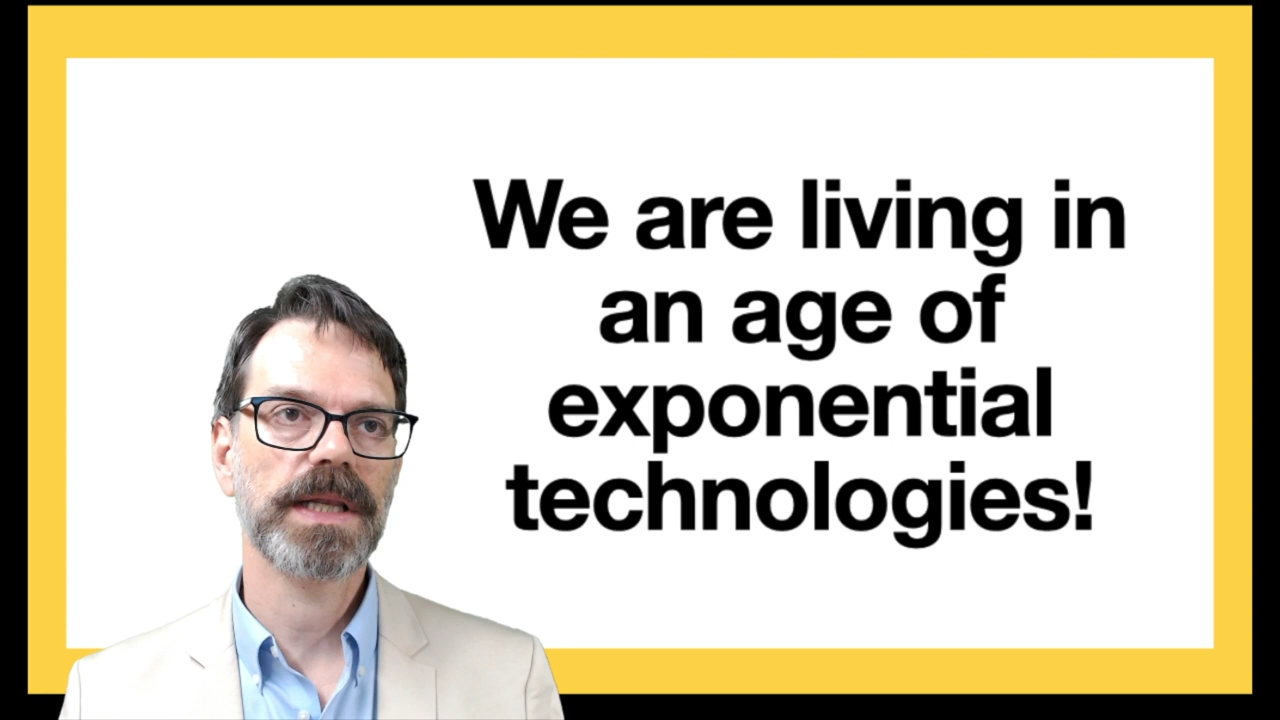 We are living in
an age of
exponential
technologies!